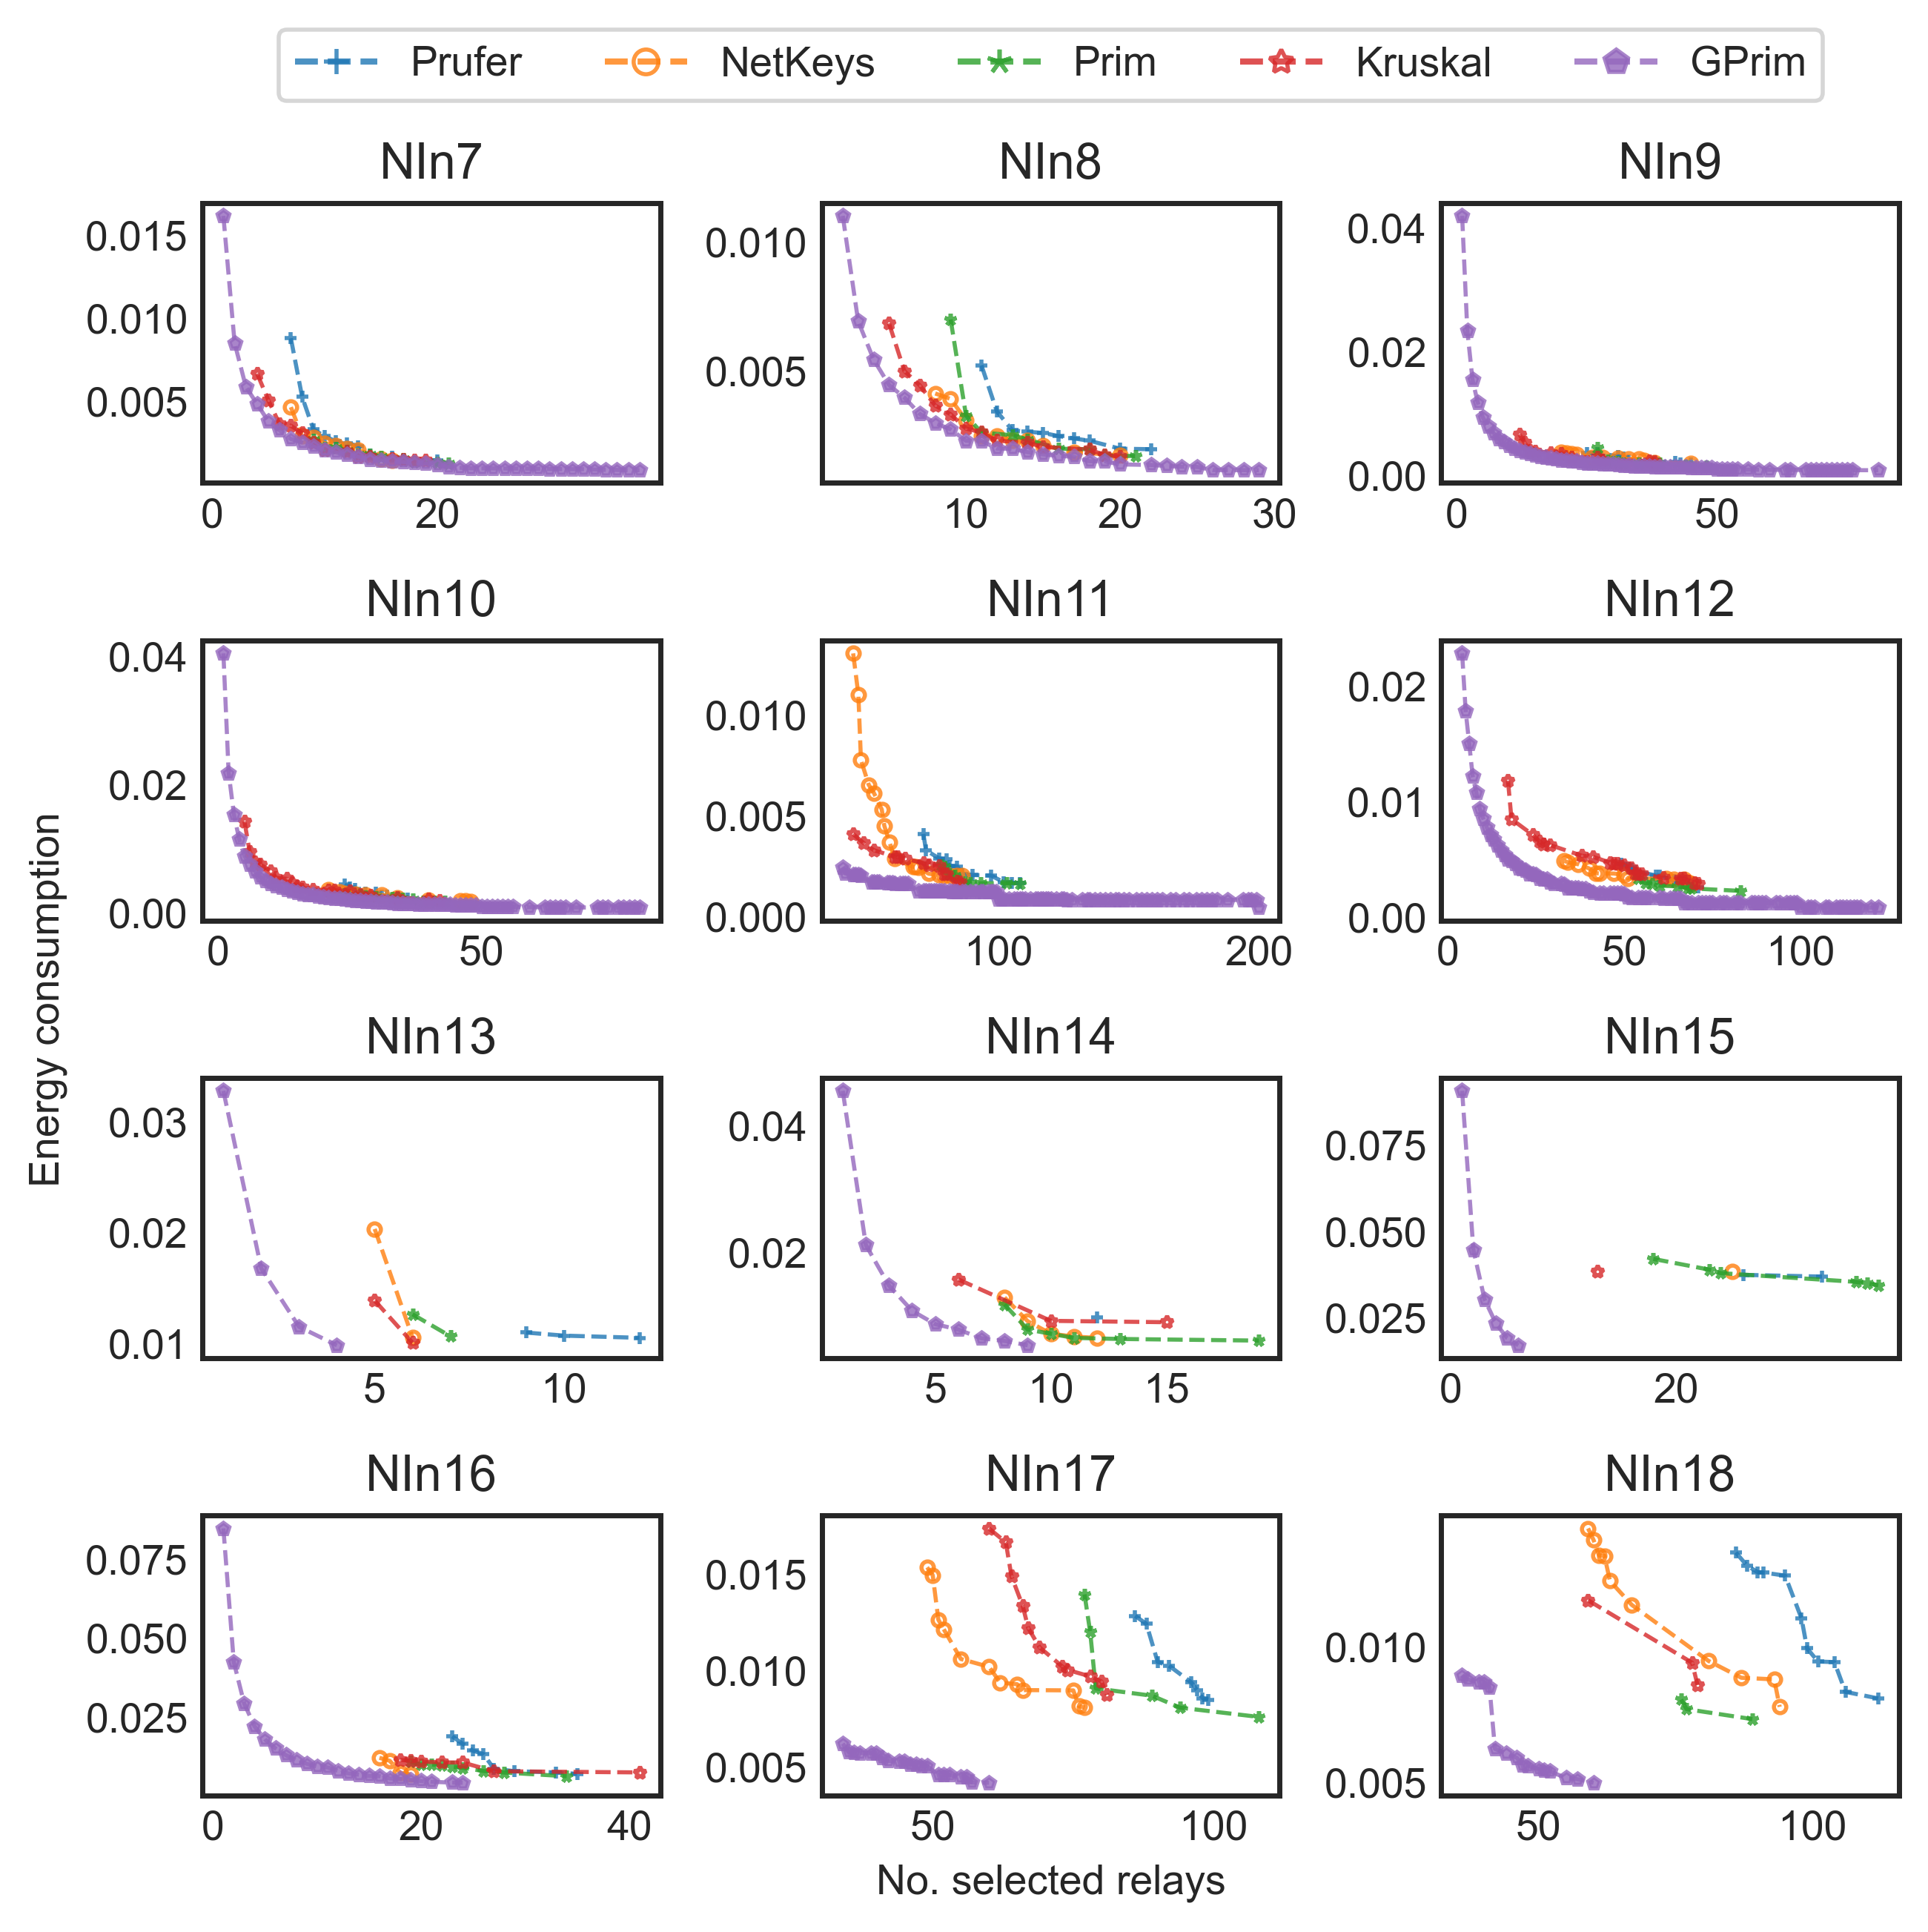 Prufer NetKeys Prim Kruskal GPrim
NIn7 NIn8 NIn9
0.015 0.010 0.005
0 20
0.010 0.005
10 20 30
0.04 0.02 0.00
0 50
NIn10 NIn11 NIn12
0.04 0.02 0.00
0 50
0.010 0.005 0.000
100 200
0.02 0.01 0.00
0 50 100
Energy consumption
NIn13 NIn14 NIn15
0.03 0.02 0.01
5 10
0.04 0.02
5 10 15
0.075 0.050 0.025
0 20
NIn16 NIn17 NIn18
0.075 0.050 0.025
0 20 40
0.015 0.010 0.005
50 100
0.010 0.005
50 100
No. selected relays